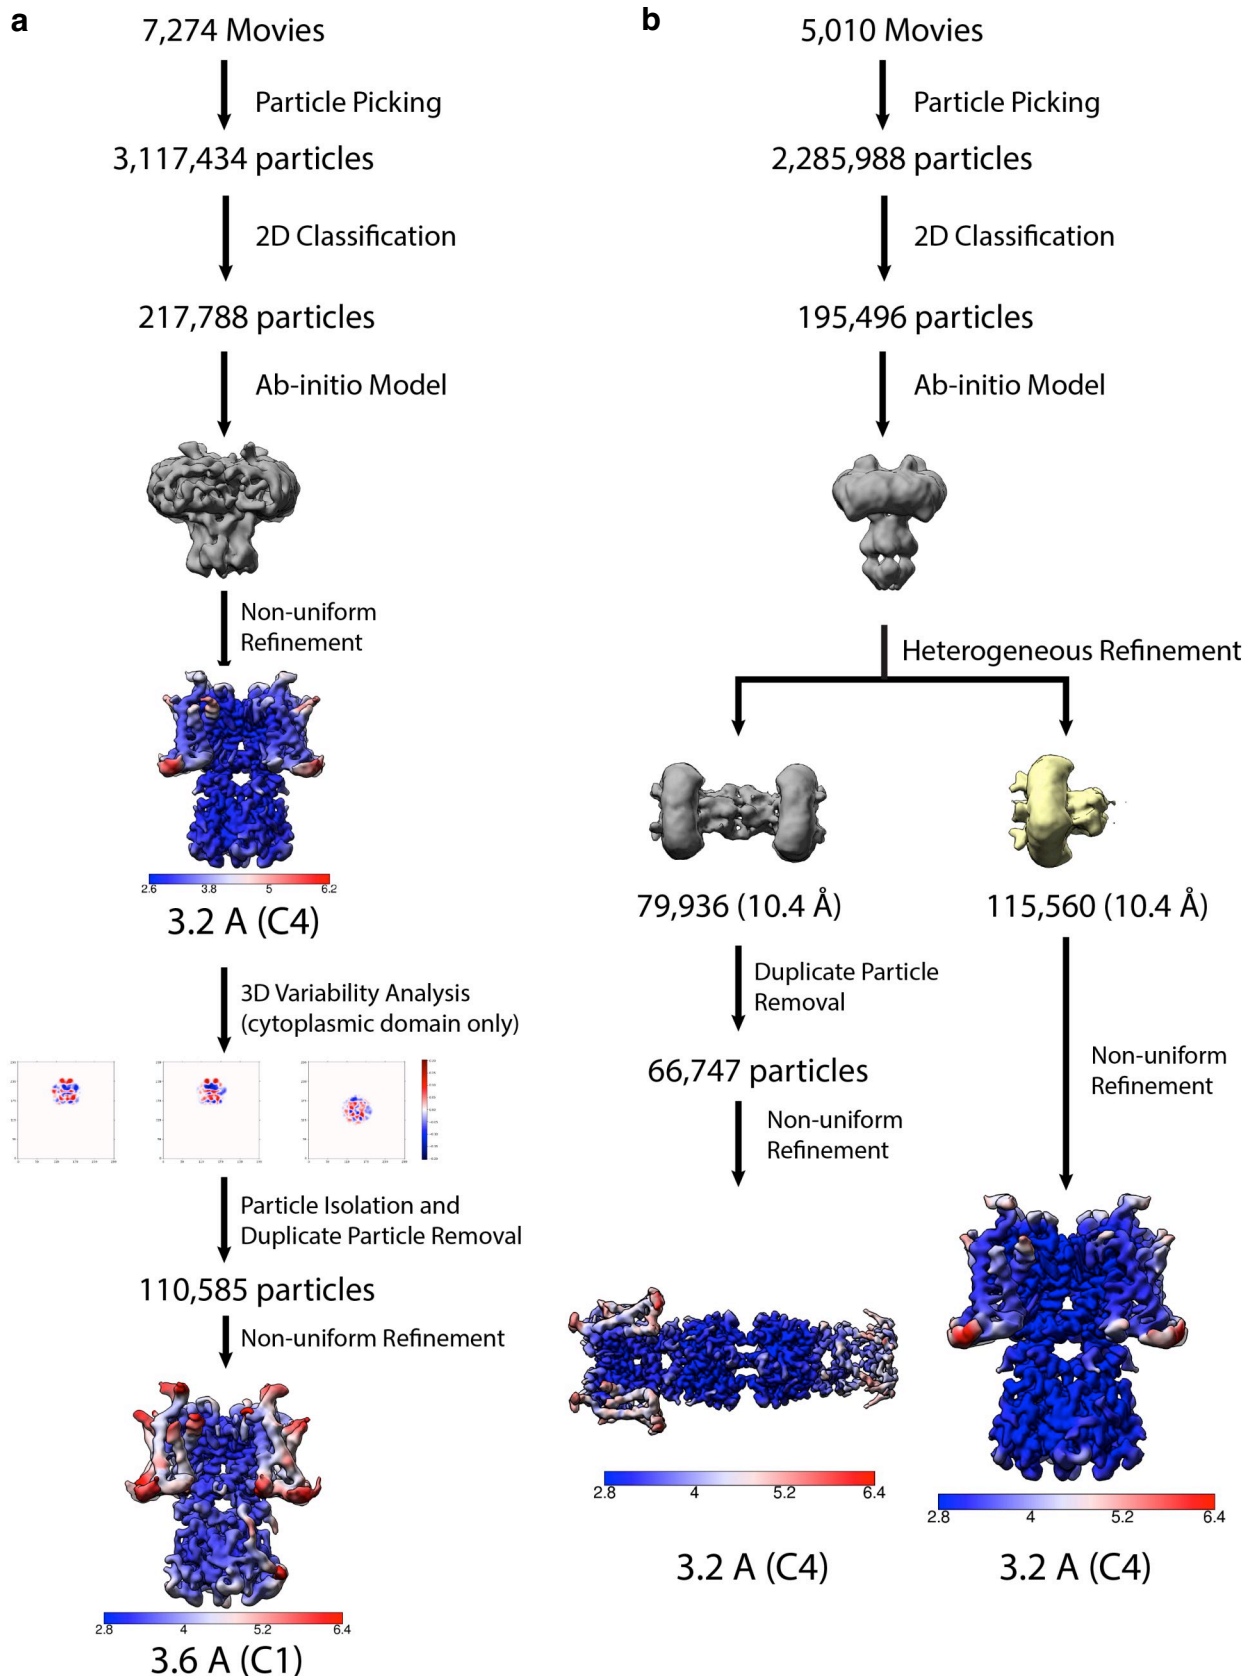 a
7,274 Movies
Particle Picking
3,117,434 particles
2D Classification
217,788 particles
Ab-initio Model
Non-uniform
Refinement
2.6 3.8 5 6.2
3.2 A (C4)
3D Variability Analysis
(cytoplasmic domain only)
Particle Isolation and
Duplicate Particle Removal
110,585 particles
Non-uniform Refinement
2.8 4 5.2 6.4
3.6 A (C1)
b
5,010 Movies
Particle Picking
2,285,988 particles
2D Classification
195,496 particles
Ab-initio Model
Heterogeneous Refinement
79,936 (10.4 Å)
115,560 (10.4 Å)
Duplicate Particle
Removal
66,747 particles
Non-uniform
Refinement
Non-uniform
Refinement
2.8 4 5.2 6.4
3.2 A (C4)
2.8 4 5.2 6.4
3.2 A (C4)